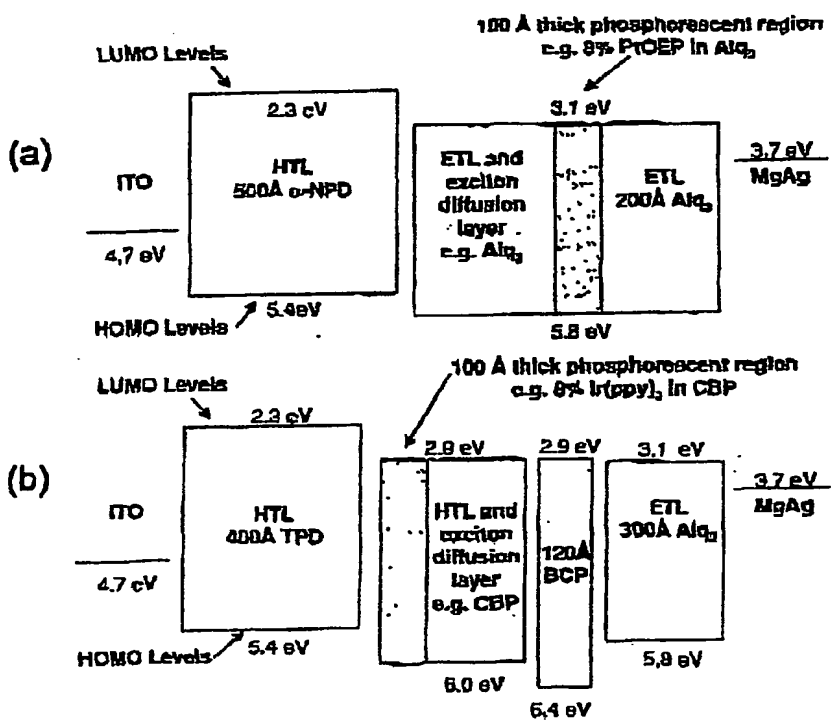 100 Å thick phosphorescent region
e.g. 8% PtOEP in Alq3
LUMO Levels
(a)
2.3 eV
3.1 eV
ITO
HTL
500Å α-NPD
ETL and
exciton
diffusion
layer
e.g. Alq3
ETL
200Å Alq3
3.7 eV
MgAg
4.7 eV
5.4eV
HOMO Levels
5.8 eV
100 Å thick phosphorescent region
e.g. 8% Ir(ppy)3 in CBP
LUMO Levels
(b)
2.3 eV
2.8 eV
2.9 eV
3.1 eV
ITO
HTL
400Å TPD
HTL and
exciton
diffusion
layer
e.g. CBP
120Å
BCP
ETL
300Å Alq3
3.7 eV
MgAg
4.7 eV
5.4 eV
HOMO Levels
6.0 eV
6.4 eV
5.8 eV